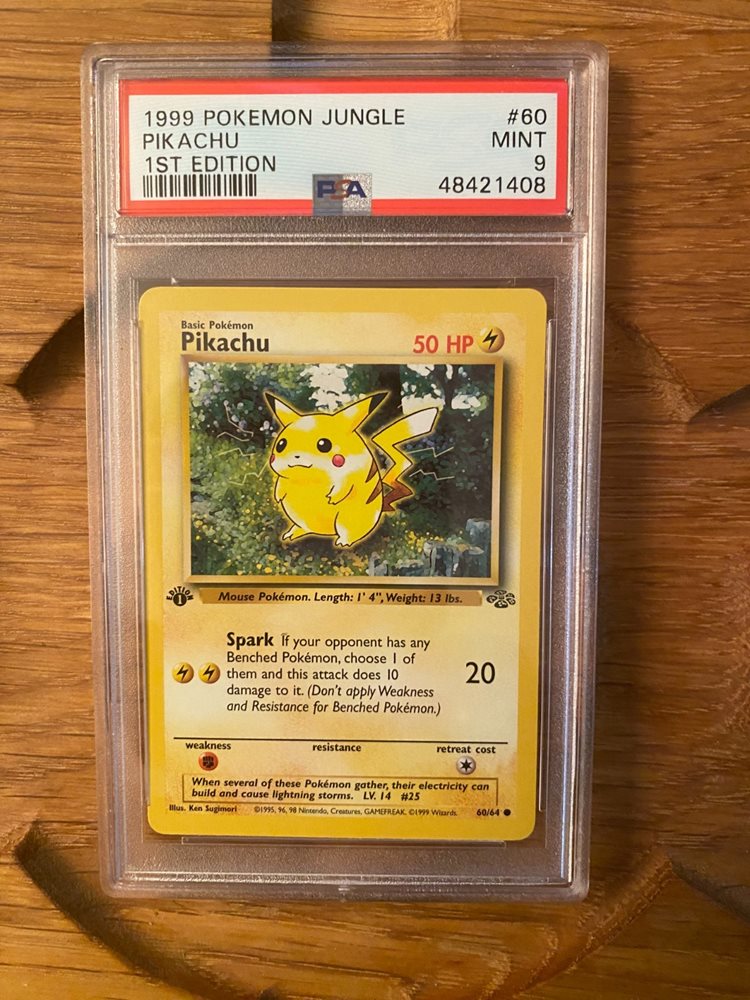 1999 POKEMON JUNGLE #60
PIKACHU MINT
1ST EDITION 9
PSA 48421408
Basic Pokémon
Pikachu 50 HP
EDITION 1
Mouse Pokémon. Length: 1' 4", Weight: 13 lbs.
Spark If your opponent has any
Benched Pokémon, choose 1 of
them and this attack does 10 20
damage to it. (Don't apply Weakness
and Resistance for Benched Pokémon.)
weakness resistance retreat cost
When several of these Pokémon gather, their electricity can
build and cause lightning storms. LV. 14 #25
Illus. Ken Sugimori ©1995, 96, 98 Nintendo, Creatures, GAMEFREAK. ©1999 Wizards. 60/64